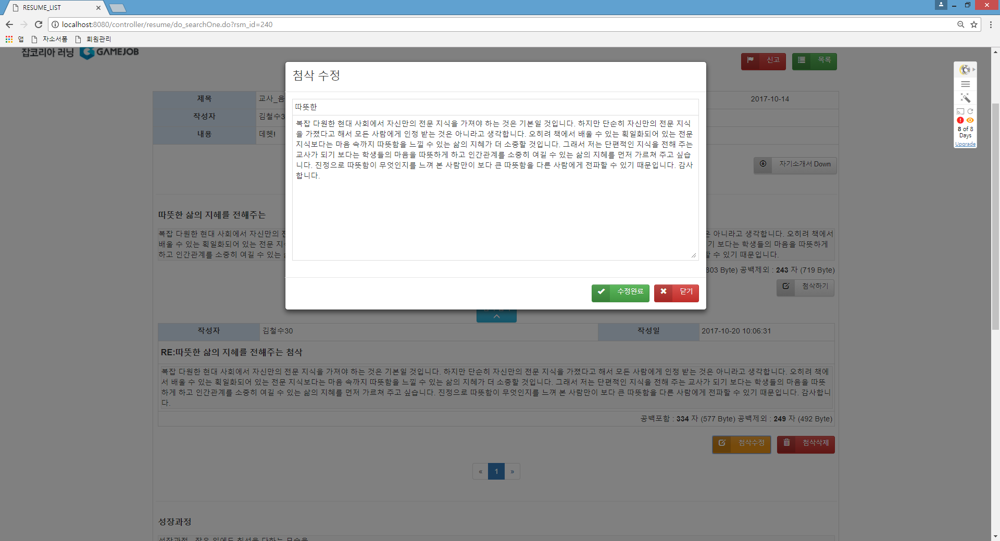 RESUME_LIST
localhost:8080/controller/resume/do_searchOne.do?rsm_id=240
앱 자소서폼 회원관리
잡코리아 러닝 GAMEJOB
신고 목록
첨삭 수정
제목 교사_음 2017-10-14
작성자 김철수3
내용 데헷!
따뜻한
복잡 다원한 현대 사회에서 자신만의 전문 지식을 가져야 하는 것은 기본일 것입니다. 하지만 단순히 자신만의 전문 지식
을 가졌다고 해서 모든 사람에게 인정 받는 것은 아니라고 생각합니다. 오히려 책에서 배울 수 있는 획일화되어 있는 전문
지식보다는 마음 속까지 따뜻함을 느낄 수 있는 삶의 지혜가 더 소중할 것입니다. 그래서 저는 단편적인 지식을 전해 주는
교사가 되기 보다는 학생들의 마음을 따뜻하게 하고 인간관계를 소중히 여길 수 있는 삶의 지혜를 먼저 가르쳐 주고 싶습
니다. 진정으로 따뜻함이 무엇인지를 느껴 본 사람만이 보다 큰 따뜻함을 다른 사람에게 전파할 수 있기 때문입니다. 감사
합니다.
수정완료 닫기
8 of 8
Days
Upgrade
자기소개서 Down
따뜻한 삶의 지혜를 전해주는
복잡 다원한 현대 사회에서 자신만의 아니라고 생각합니다. 오히려 책에서
배울 수 있는 획일화되어 있는 전문 지 기 보다는 학생들의 마음을 따뜻하게
하고 인간관계를 소중히 여길 수 있는 수 있기 때문입니다.
803 Byte) 공백제외 : 243 자 (719 Byte)
첨삭하기
작성자 김철수30 작성일 2017-10-20 10:06:31
RE:따뜻한 삶의 지혜를 전해주는 첨삭
복잡 다원한 현대 사회에서 자신만의 전문 지식을 가져야 하는 것은 기본일 것입니다. 하지만 단순히 자신만의 전문 지식을 가졌다고 해서 모든 사람에게 인정 받는 것은 아니라고 생각합니다. 오히려 책에
서 배울 수 있는 획일화되어 있는 전문 지식보다는 마음 속까지 따뜻함을 느낄 수 있는 삶의 지혜가 더 소중할 것입니다. 그래서 저는 단편적인 지식을 전해 주는 교사가 되기 보다는 학생들의 마음을 따뜻
하게 하고 인간관계를 소중히 여길 수 있는 삶의 지혜를 먼저 가르쳐 주고 싶습니다. 진정으로 따뜻함이 무엇인지를 느껴 본 사람만이 보다 큰 따뜻함을 다른 사람에게 전파할 수 있기 때문입니다. 감사합니
다.
공백포함 : 334 자 (577 Byte) 공백제외 : 249 자 (492 Byte)
첨삭수정 첨삭삭제
« 1 »
성장과정